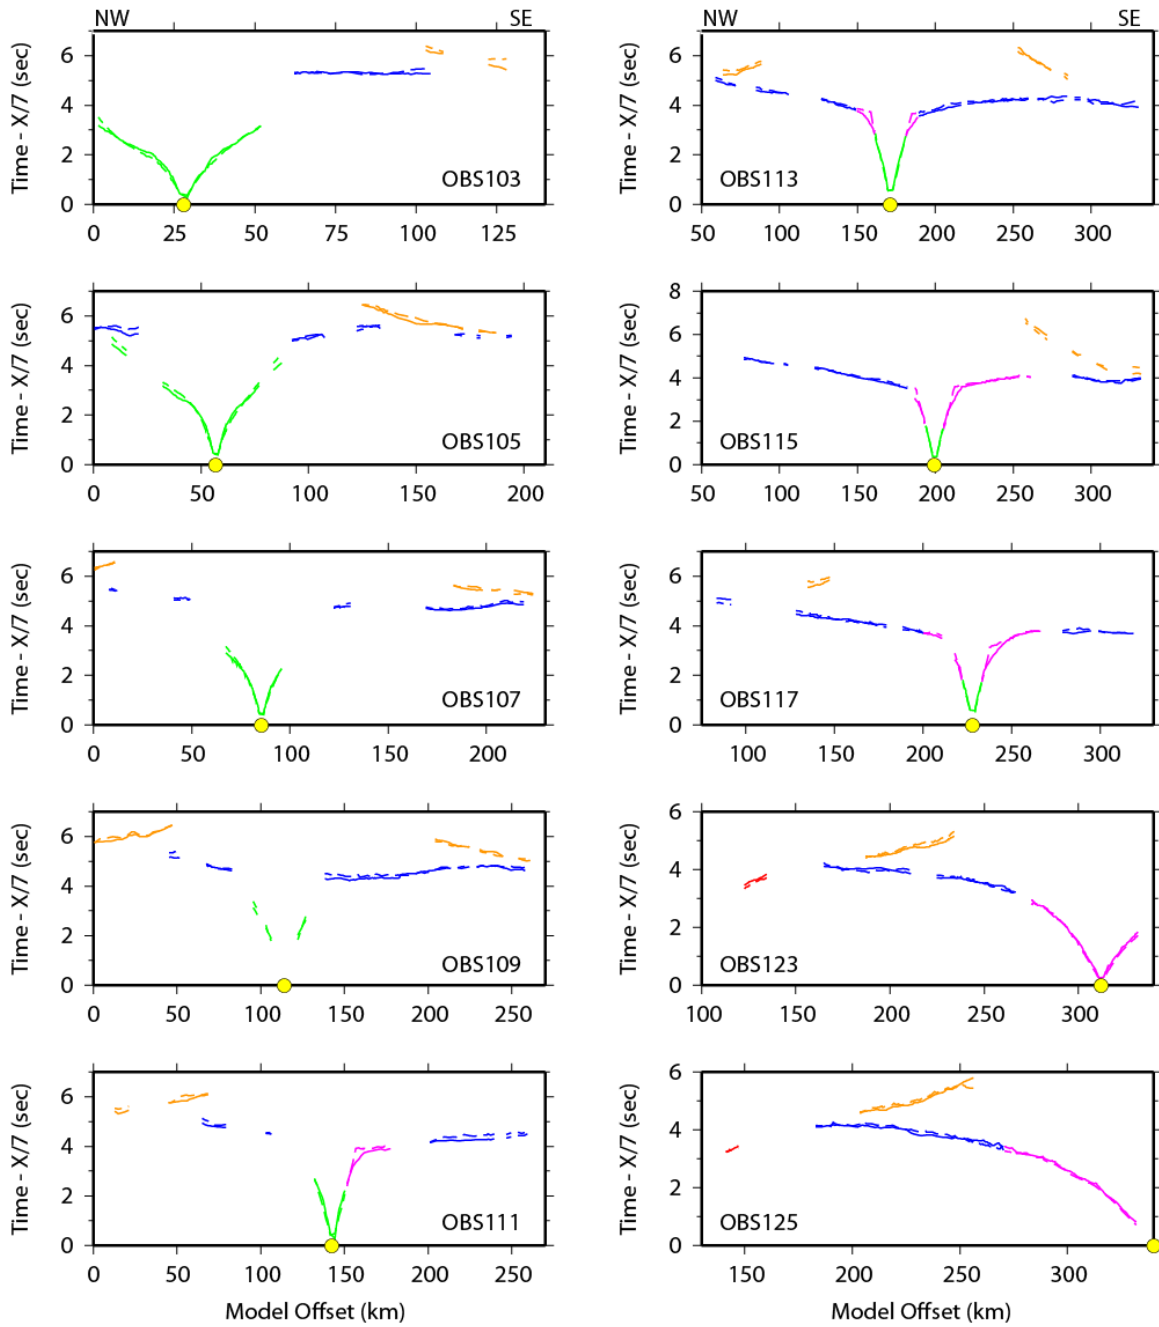 NW SE
Time - X/7 (sec)
6
4
2
0
OBS103
0 25 50 75 100 125
NW SE
Time - X/7 (sec)
6
4
2
0
OBS113
50 100 150 200 250 300
Time - X/7 (sec)
6
4
2
0
OBS105
0 50 100 150 200
Time - X/7 (sec)
8
6
4
2
0
OBS115
50 100 150 200 250 300
Time - X/7 (sec)
6
4
2
0
OBS107
0 50 100 150 200
Time - X/7 (sec)
6
4
2
0
OBS117
100 150 200 250 300
Time - X/7 (sec)
6
4
2
0
OBS109
0 50 100 150 200 250
Time - X/7 (sec)
6
4
2
0
OBS123
100 150 200 250 300
Time - X/7 (sec)
6
4
2
0
OBS111
0 50 100 150 200 250
Model Offset (km)
Time - X/7 (sec)
6
4
2
0
OBS125
150 200 250 300
Model Offset (km)